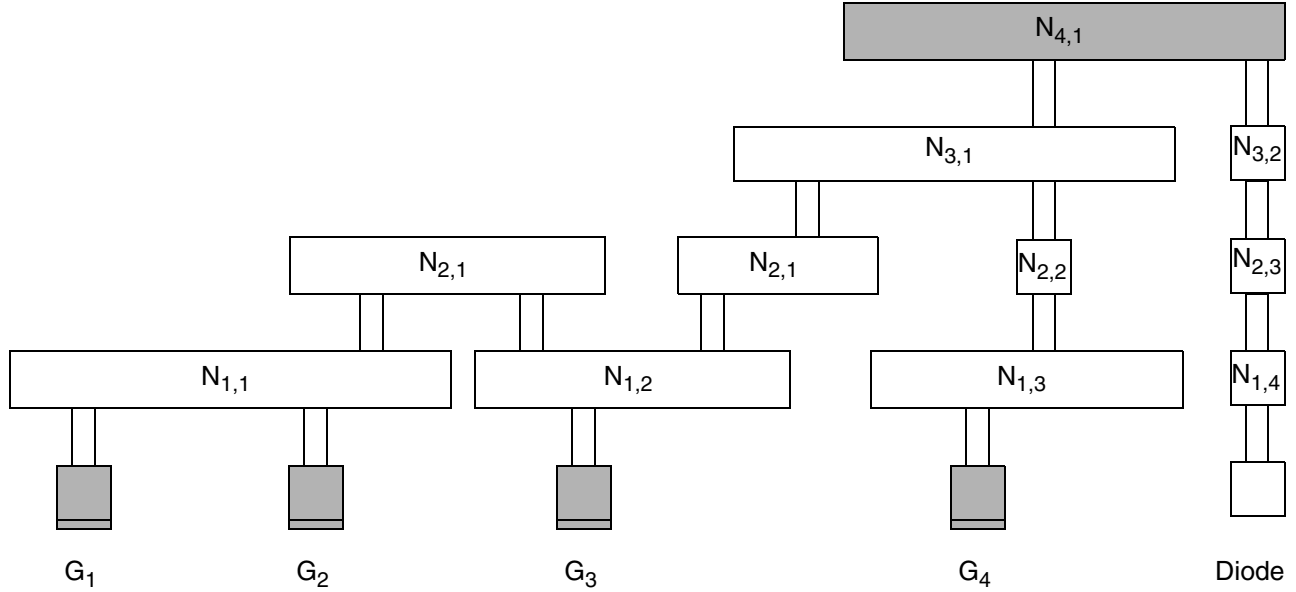 N4,1
N3,1
N3,2
N2,1
N2,1
N2,2
N2,3
N1,1
N1,2
N1,3
N1,4
G1
G2
G3
G4
Diode